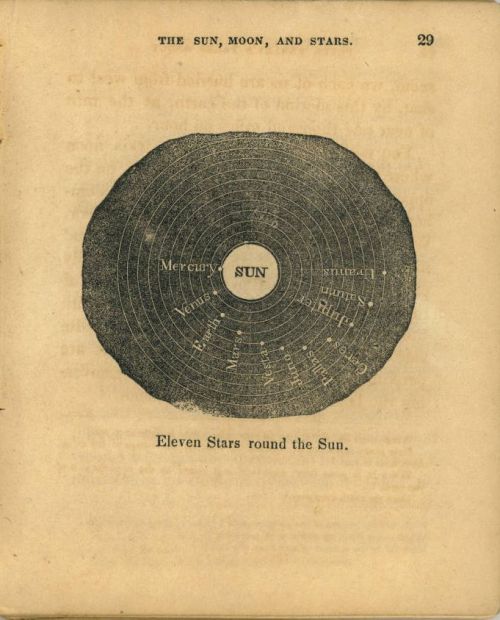 THE SUN, MOON, AND STARS. 29
SUN
Mercury
Venus
Earth
Mars
Vesta
Juno
Pallas
Ceres
Jupiter
Saturn
Uranus
Eleven Stars round the Sun.